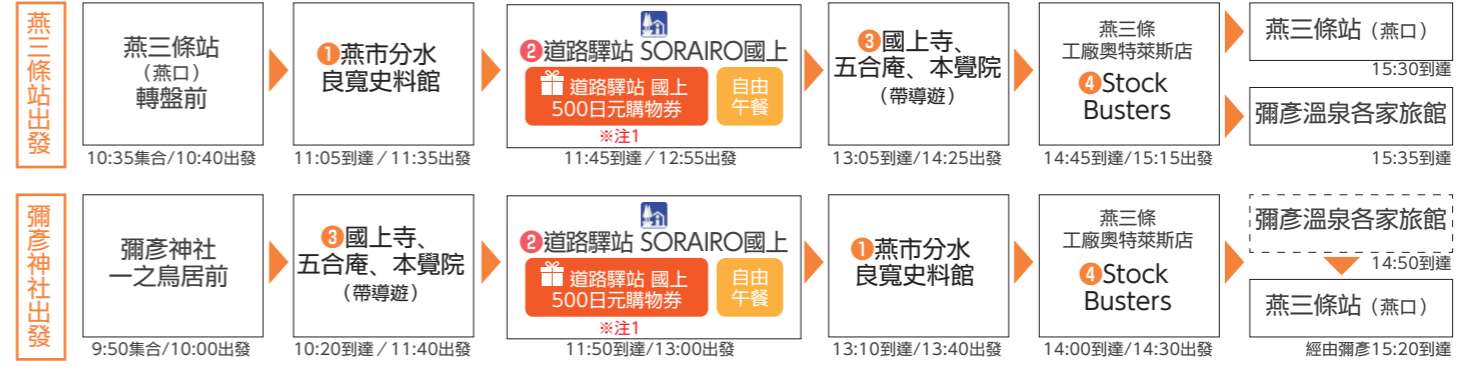 燕三條站出發
燕三條站
（燕口）
轉盤前
10:35集合/10:40出發
❶燕市分水
良寬史料館
11:05到達 / 11:35出發
❷道路驛站 SORAIRO國上
道路驛站 國上
500日元購物券
自由
午餐
※注1
11:45到達 / 12:55出發
❸國上寺、
五合庵、本覺院
（帶導遊）
13:05到達/14:25出發
燕三條
工廠奧特萊斯店
❹Stock
Busters
14:45到達/15:15出發
燕三條站（燕口）
15:30到達
彌彥溫泉各家旅館
15:35到達
彌彥神社出發
彌彥神社
一之鳥居前
9:50集合/10:00出發
❸國上寺、
五合庵、本覺院
（帶導遊）
10:20到達 / 11:40出發
❷道路驛站 SORAIRO國上
道路驛站 國上
500日元購物券
自由
午餐
※注1
11:50到達/13:00出發
❶燕市分水
良寬史料館
13:10到達/13:40出發
燕三條
工廠奧特萊斯店
❹Stock
Busters
14:00到達/14:30出發
彌彥溫泉各家旅館
14:50到達
燕三條站（燕口）
經由彌彥15:20到達